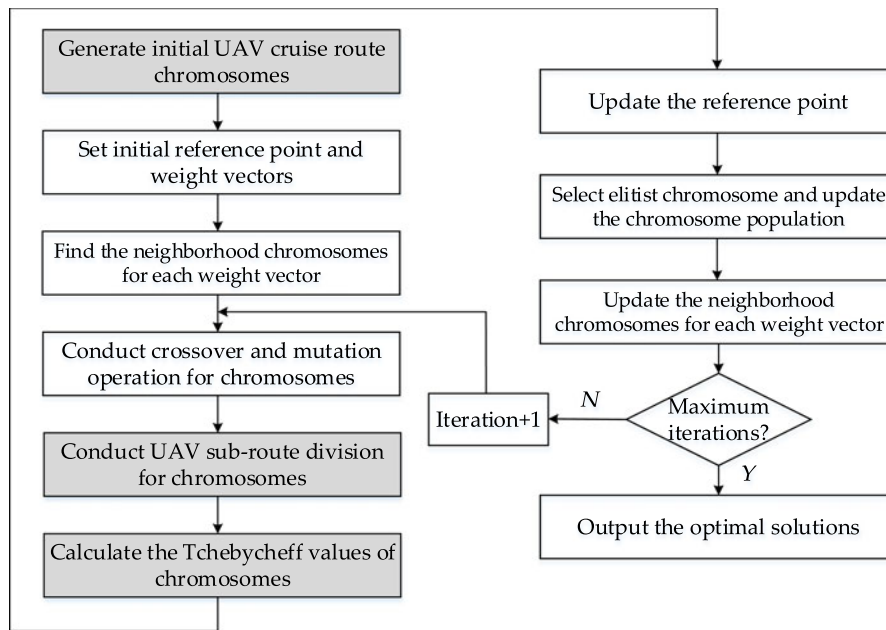 Generate initial UAV cruise route
chromosomes
Set initial reference point and
weight vectors
Find the neighborhood chromosomes
for each weight vector
Conduct crossover and mutation
operation for chromosomes
Conduct UAV sub-route division
for chromosomes
Calculate the Tchebycheff values of
chromosomes
Update the reference point
Select elitist chromosome and update
the chromosome population
Update the neighborhood
chromosomes for each weight vector
Maximum
iterations?
N
Iteration+1
Y
Output the optimal solutions